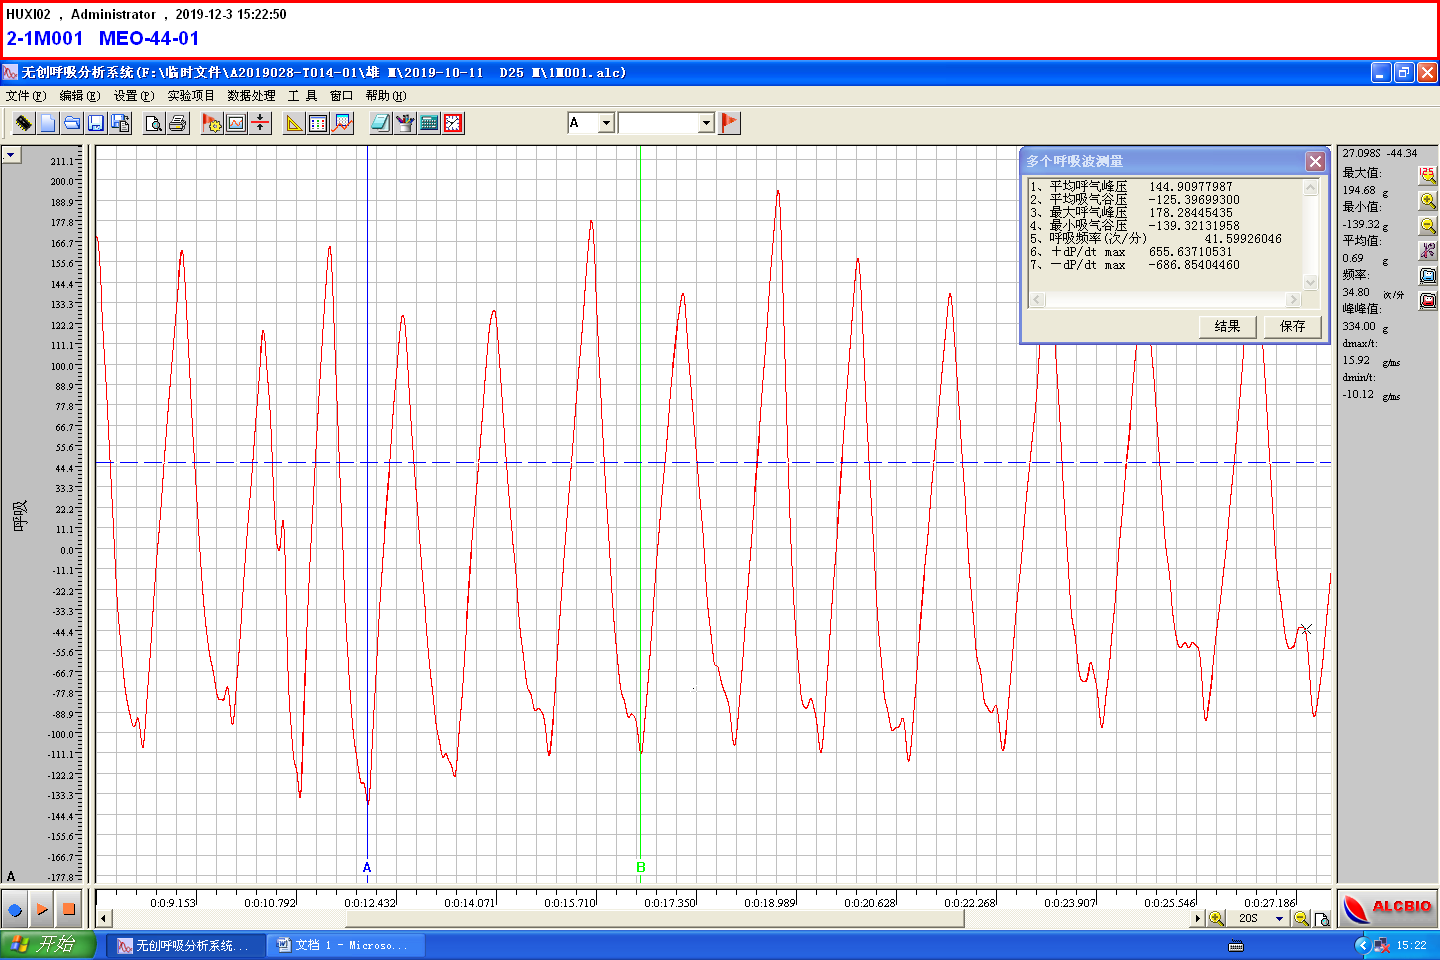 HUXI02 , Administrator , 2019-12-3 15:22:50
2-1M001 MEO-44-01
无创呼吸分析系统(F:\临时文件\A2019028-T014-01\雄 M\2019-10-11 D25 M\1M001.alc)
文件(F) 编辑(E) 设置(P) 实验项目 数据处理 工 具 窗口 帮助(H)
A
211.1
200.0
188.9
177.8
166.7
155.6
144.4
133.3
122.2
111.1
100.0
88.9
77.8
66.7
55.6
44.4
33.3
22.2
11.1
0.0
-11.1
-22.2
-33.3
-44.4
-55.6
-66.7
-77.8
-88.9
-100.0
-111.1
-122.2
-133.3
-144.4
-155.6
-166.7
-177.8
呼吸
A
A
B
多个呼吸波测量
1、平均呼气峰压 144.90977987
2、平均吸气谷压 -125.39699300
3、最大呼气峰压 178.28445435
4、最小吸气谷压 -139.32131958
5、呼吸频率(次/分) 41.59926046
6、＋dP/dt max 655.63710531
7、－dP/dt max -686.85404460
结果 保存
27.098S -44.34
最大值:
194.68 g
最小值:
-139.32 g
平均值:
0.69 g
频率:
34.80 次/分
峰峰值:
334.00 g
dmax/t:
15.92 g/ms
dmin/t:
-10.12 g/ms
125
0:0:9.153 0:0:10.792 0:0:12.432 0:0:14.071 0:0:15.710 0:0:17.350 0:0:18.989 0:0:20.628 0:0:22.268 0:0:23.907 0:0:25.546 0:0:27.186
20S
ALCBIO
开始 无创呼吸分析系统... 文档 1 - Microso... 15:22